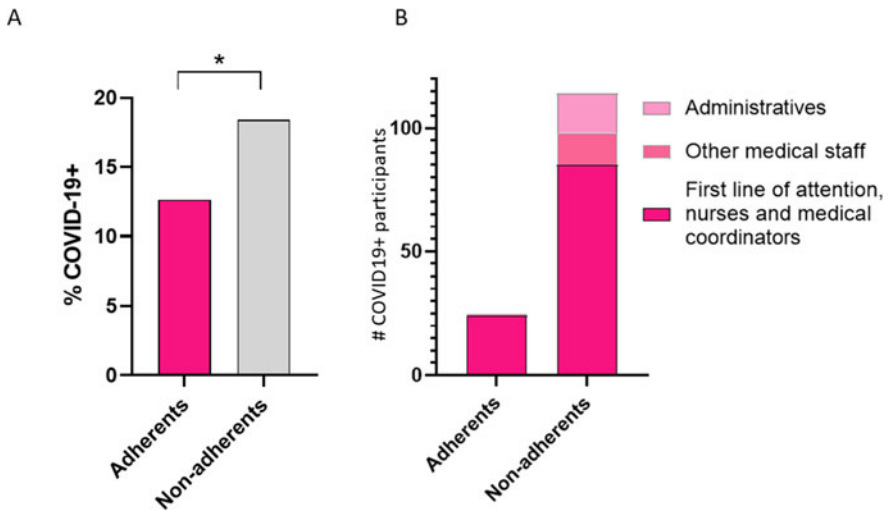 A
B
*
% COVID-19+
20
15
10
5
0
Adherents
Non-adherents
# COVID19+ participants
100
50
0
Adherents
Non-adherents
Administratives
Other medical staff
First line of attention,
nurses and medical
coordinators